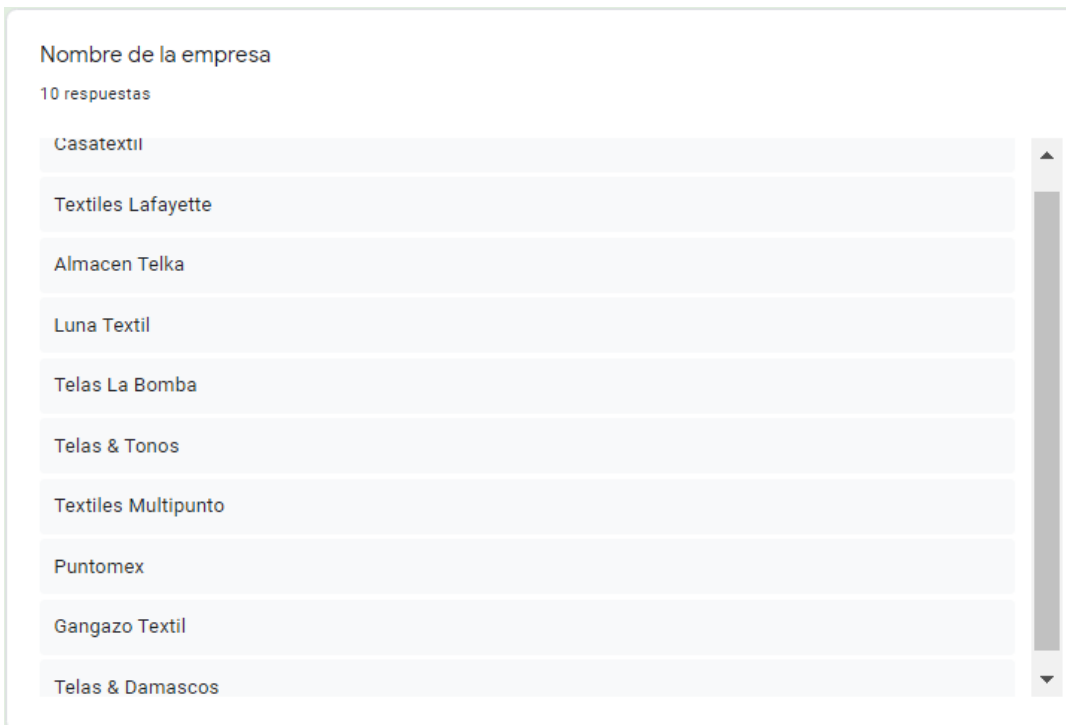 Nombre de la empresa
10 respuestas
Casatextil
Textiles Lafayette
Almacen Telka
Luna Textil
Telas La Bomba
Telas & Tonos
Textiles Multipunto
Puntomex
Gangazo Textil
Telas & Damascos